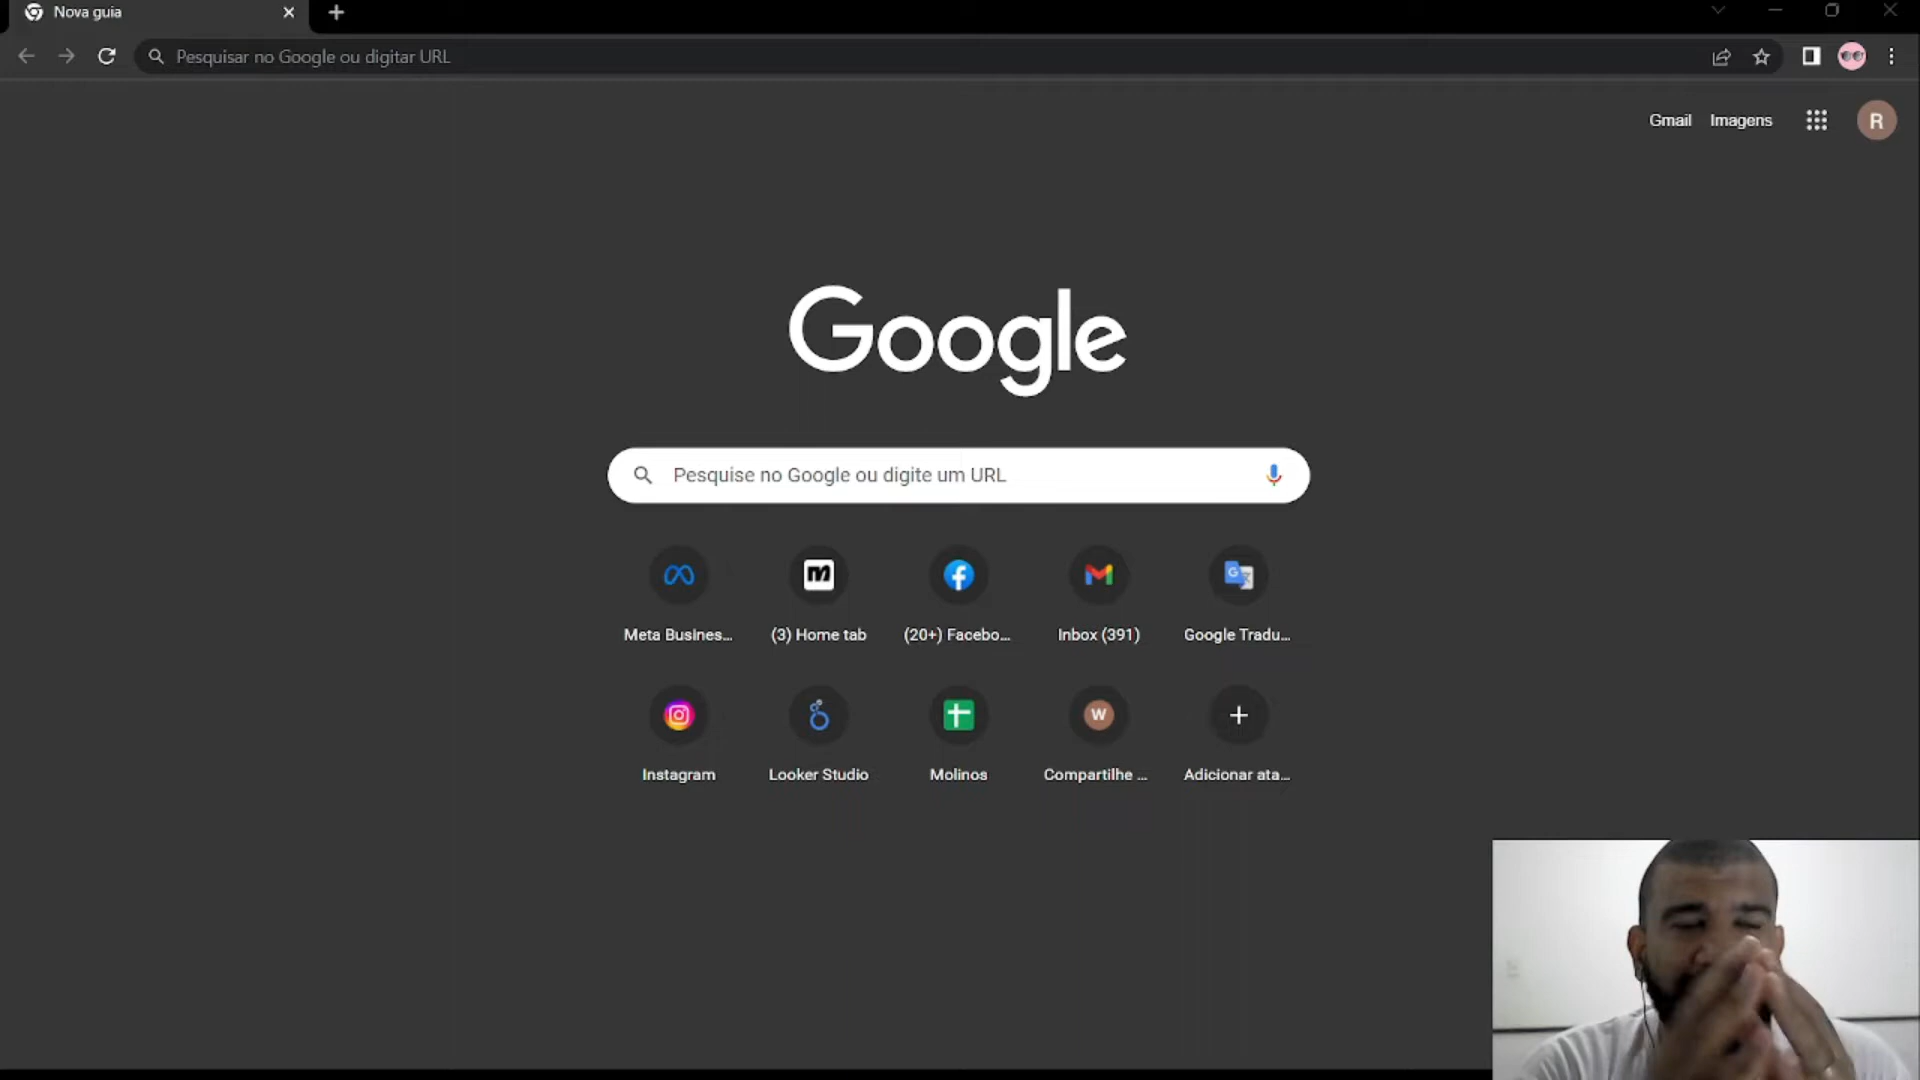 Nova guia
Pesquisar no Google ou digitar URL
Gmail Imagens
R
Google
Pesquise no Google ou digite um URL
Meta Busines... (3) Home tab (20+) Facebo... Inbox (391) Google Tradu...
W
Instagram Looker Studio Molinos Compartilhe ... Adicionar ata...